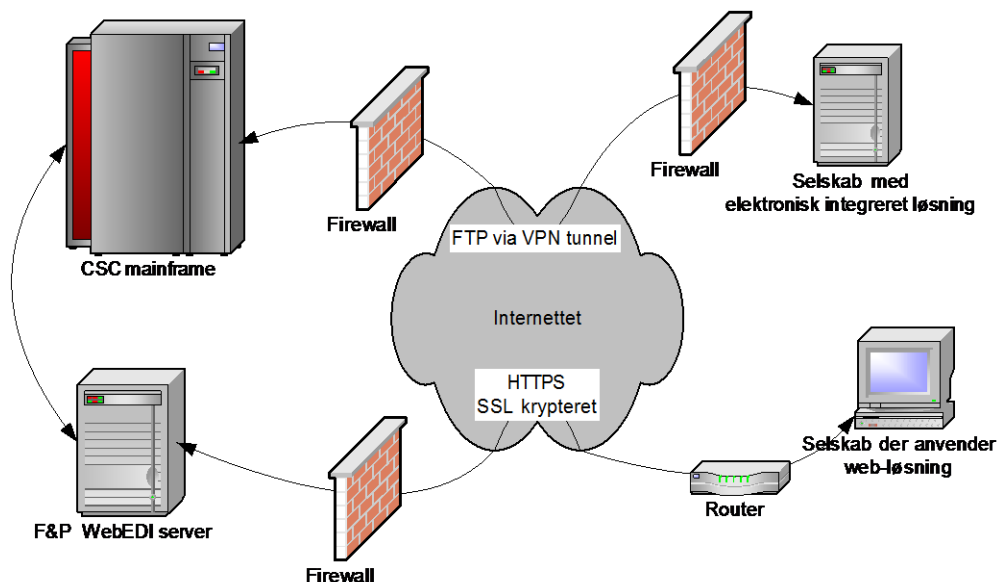 Firewall
Firewall
Selskab med
elektronisk integreret løsning
CSC mainframe
FTP via VPN tunnel
Internettet
HTTPS
SSL krypteret
Selskab der anvender
web-løsning
Router
F&P WebEDI server
Firewall